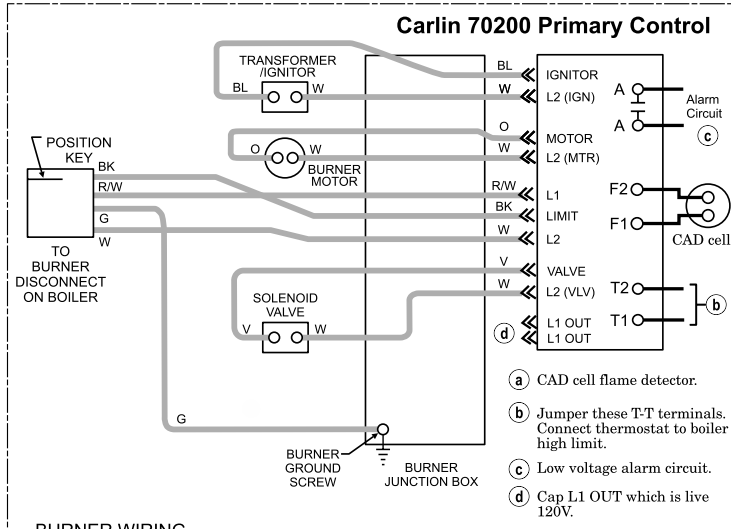 Carlin 70200 Primary Control
TRANSFORMER
/IGNITOR
BL
W
BL
IGNITOR
W
L2 (IGN)
A
A
Alarm
Circuit
c
O
W
BURNER
MOTOR
O
MOTOR
W
L2 (MTR)
POSITION
KEY
BK
R/W
G
W
TO
BURNER
DISCONNECT
ON BOILER
R/W
L1
BK
LIMIT
W
L2
F2
F1
CAD cell
V
VALVE
W
L2 (VLV)
SOLENOID
VALVE
V
W
T2
T1
b
d
L1 OUT
L1 OUT
G
BURNER
GROUND
SCREW
BURNER
JUNCTION BOX
a CAD cell flame detector.
b Jumper these T-T terminals.
Connect thermostat to boiler
high limit.
c Low voltage alarm circuit.
d Cap L1 OUT which is live
120V.
BURNER WIRING